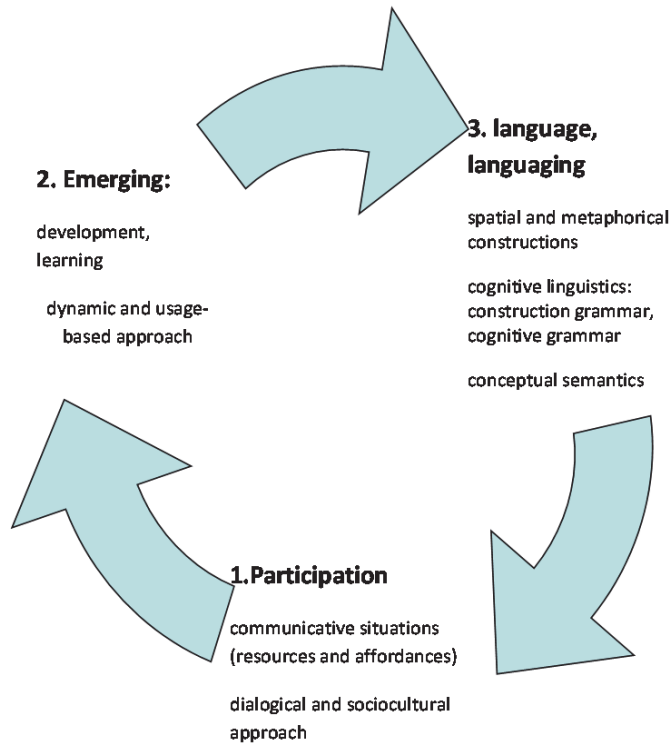 2. Emerging:
development,
learning
dynamic and usage-
based approach
3. language,
languaging
spatial and metaphorical
constructions
cognitive linguistics:
construction grammar,
cognitive grammar
conceptual semantics
1.Participation
communicative situations
(resources and affordances)
dialogical and sociocultural
approach